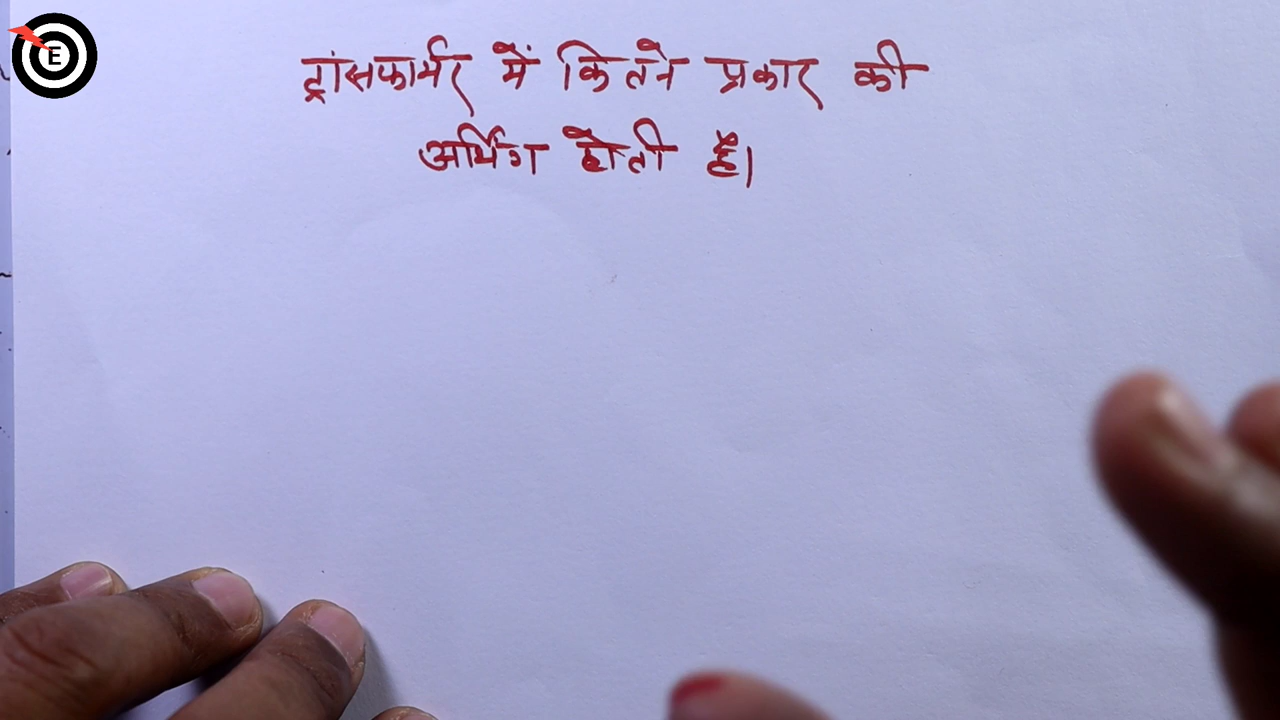 E
ट्रांसफार्मर में कितने प्रकार की
अर्थिंग होती है।